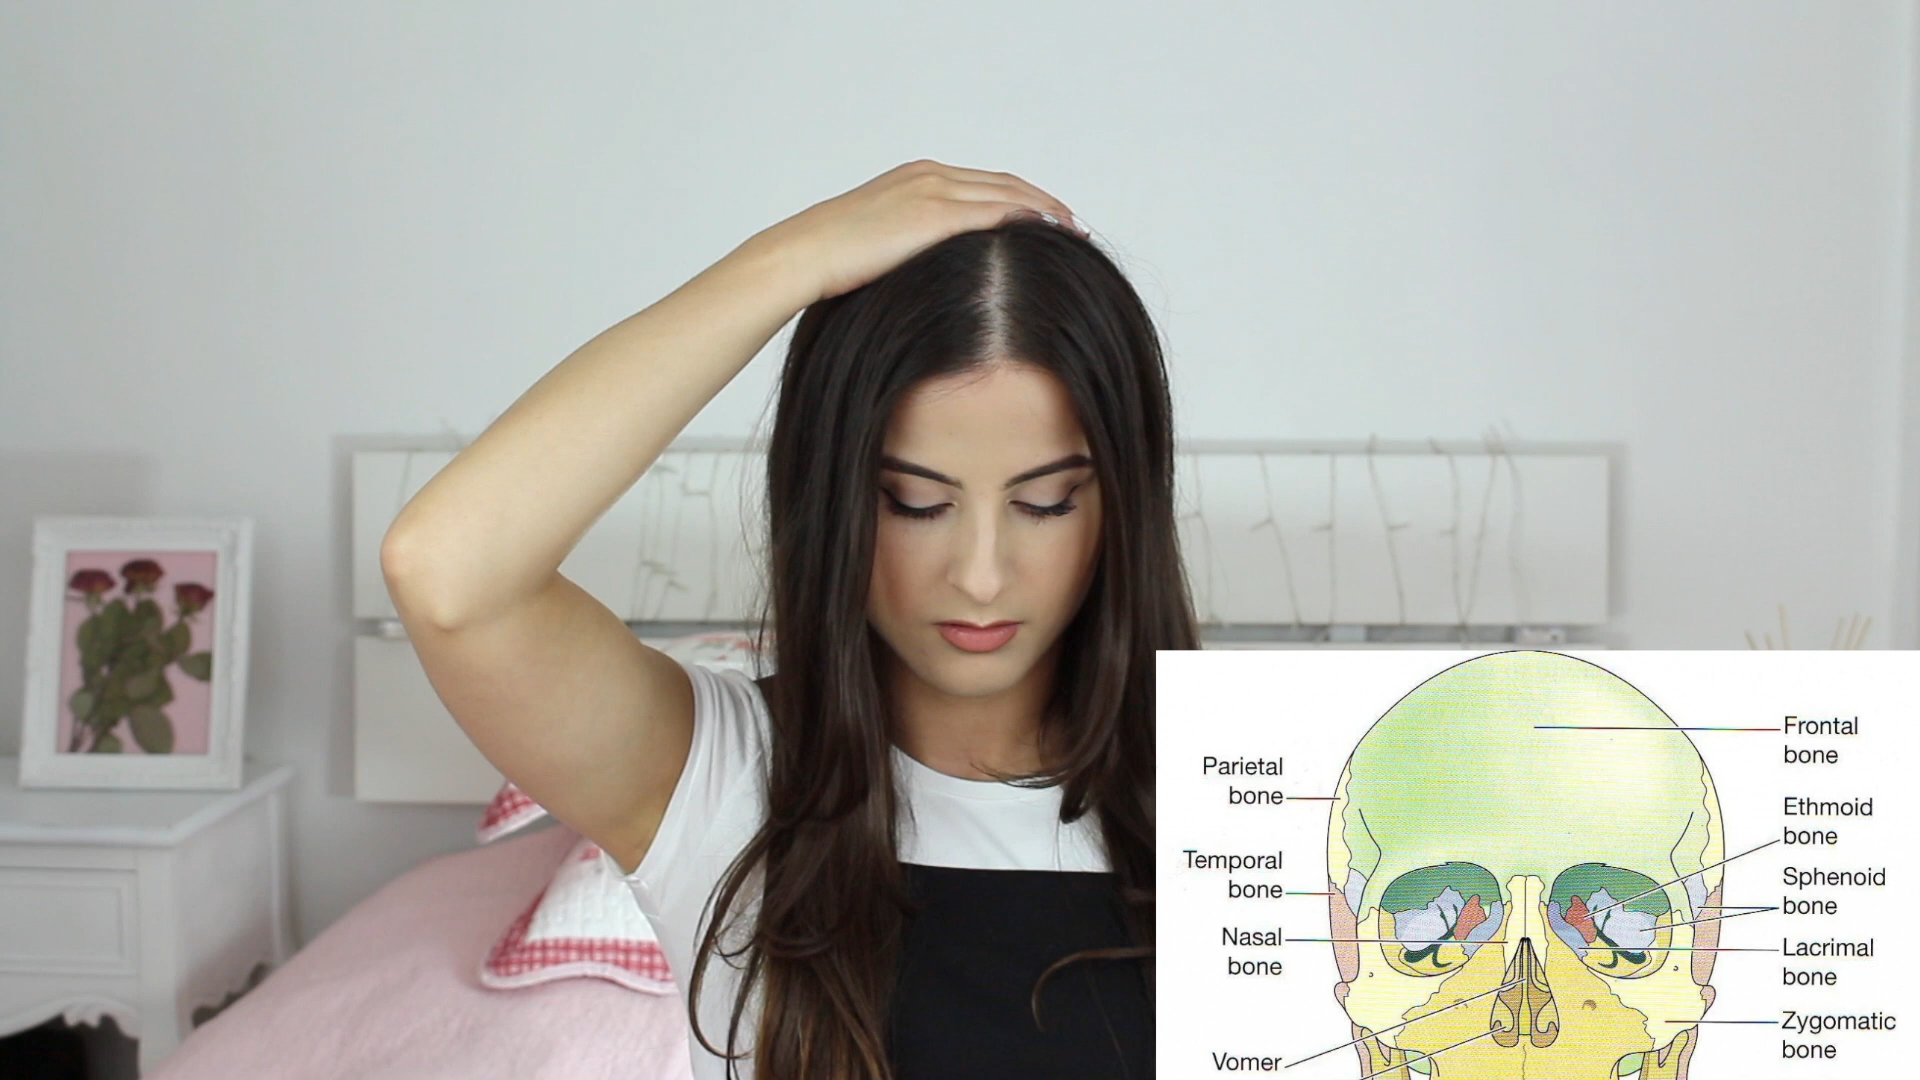 Frontal
bone
Parietal
bone
Ethmoid
bone
Temporal
bone
Sphenoid
bone
Nasal
bone
Lacrimal
bone
Zygomatic
bone
Vomer